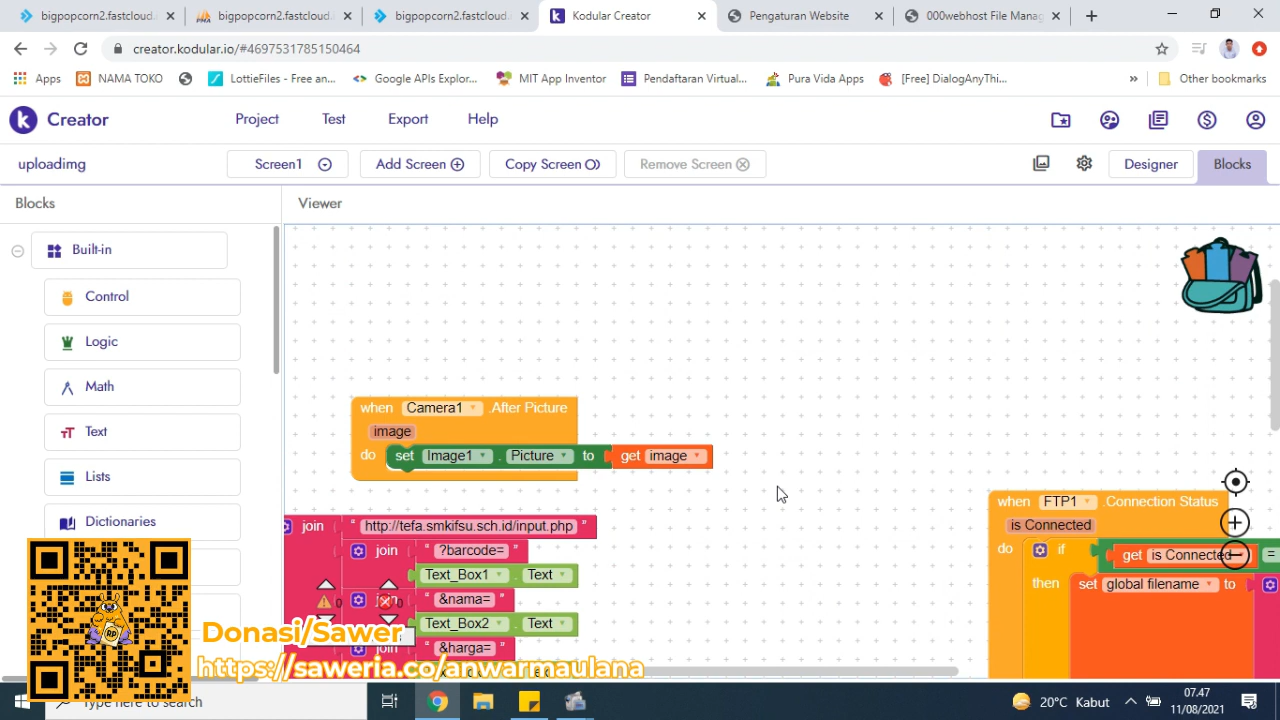 bigpopcorn2.fastcloud.
bigpopcorn2.fastcloud.
bigpopcorn2.fastcloud.
Kodular Creator
Pengaturan Website
000webhost File Manag
creator.kodular.io/#4697531785150464
Apps
NAMA TOKO
LottieFiles - Free an...
Google APIs Explor...
MIT App Inventor
Pendaftaran Virtual...
Pura Vida Apps
[Free] DialogAnyThi...
»
Other bookmarks
Creator
Project
Test
Export
Help
uploadimg
Screen1
Add Screen
Copy Screen
Remove Screen
Designer
Blocks
Blocks
Viewer
Built-in
Control
Logic
Math
Text
Lists
Dictionaries
when Camera1 .After Picture
image
do set Image1 . Picture to get image
join " http://tefa.smkifsu.sch.id/input.php "
join " ?barcode= "
Text_Box1 . Text
" &nama= "
Text_Box2 . Text
join " &harga= "
when FTP1 .Connection Status
is Connected
do if get is Connected =
then set global filename to
0
0
Donasi/Sawer
https://saweria.co/anwarmaulana
RP
Type here to search
20°C Kabut
07.47
11/08/2021